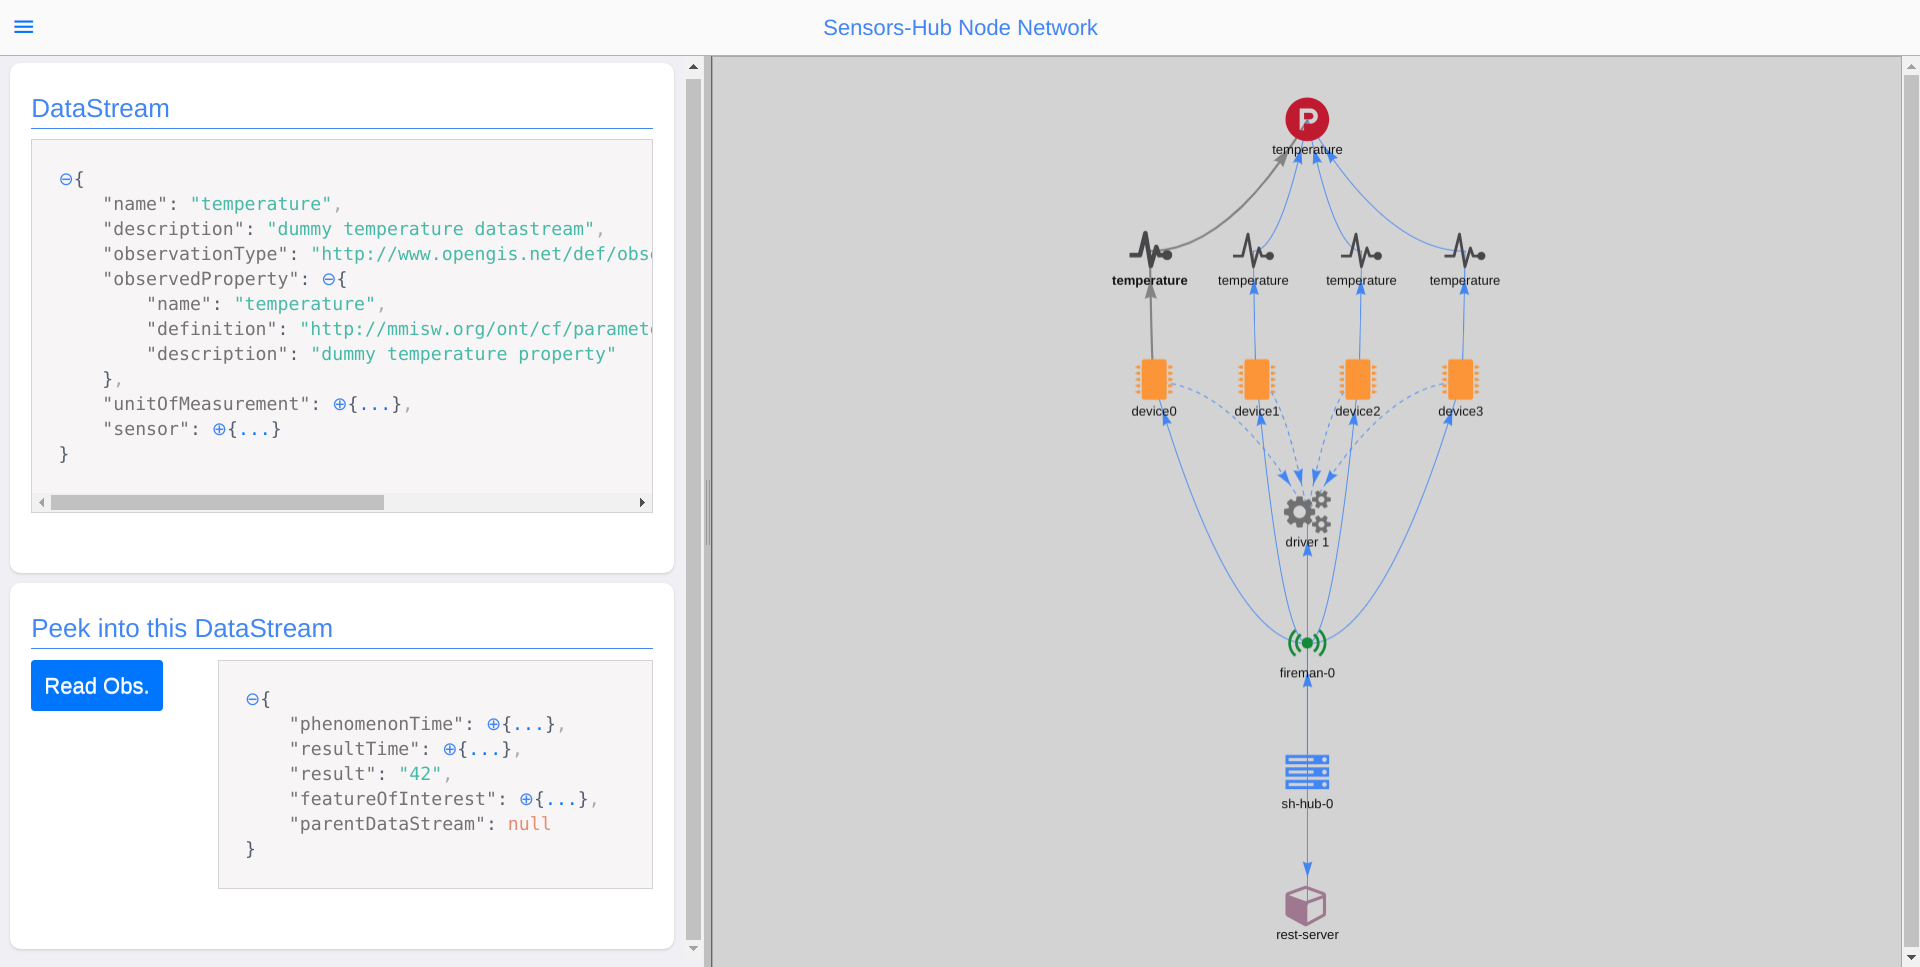 Sensors-Hub Node Network
DataStream
⊖{
"name": "temperature",
"description": "dummy temperature datastream",
"observationType": "http://www.opengis.net/def/obs
"observedProperty": ⊖{
"name": "temperature",
"definition": "http://mmisw.org/ont/cf/paramet
"description": "dummy temperature property"
},
"unitOfMeasurement": ⊕{...},
"sensor": ⊕{...}
}
Peek into this DataStream
Read Obs.
⊖{
"phenomenonTime": ⊕{...},
"resultTime": ⊕{...},
"result": "42",
"featureOfInterest": ⊕{...},
"parentDataStream": null
}
P
temperature
temperature temperature temperature temperature
device0 device1 device2 device3
driver 1
fireman-0
sh-hub-0
rest-server